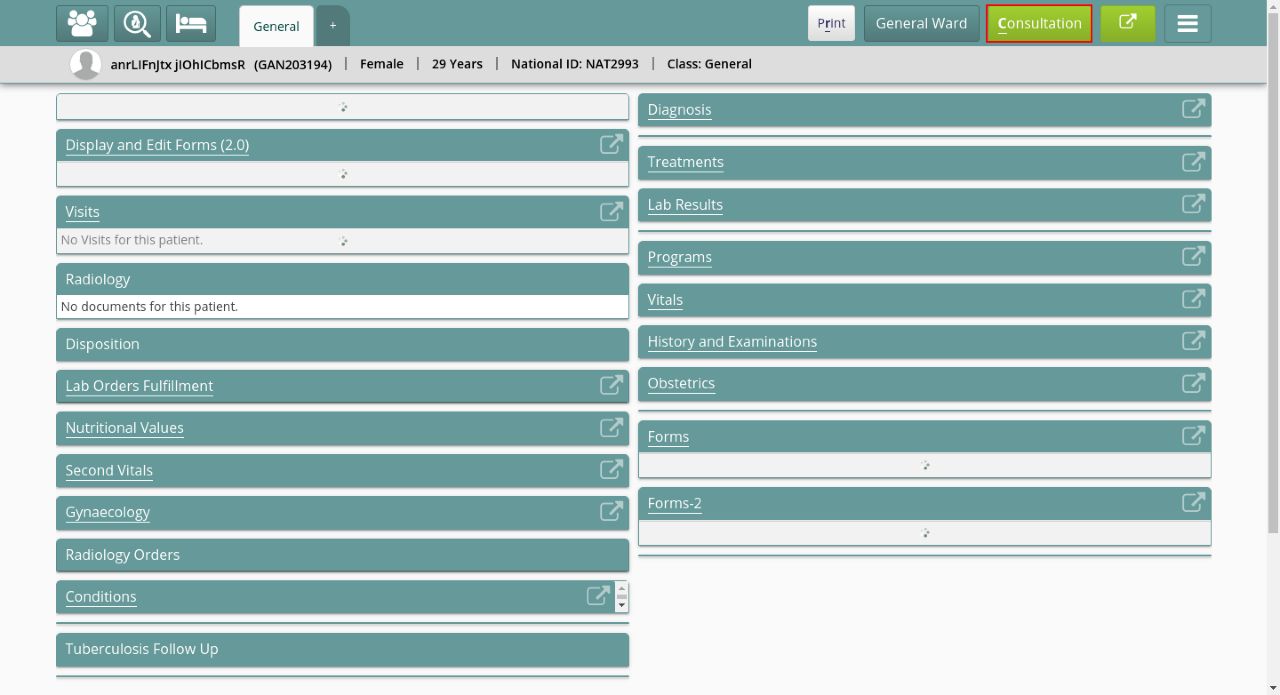 General
+
Print
General Ward
Consultation
anrLIFnJtx jIOhICbmsR (GAN203194) | Female | 29 Years | National ID: NAT2993 | Class: General
Display and Edit Forms (2.0)
Visits
No Visits for this patient.
Radiology
No documents for this patient.
Disposition
Lab Orders Fulfillment
Nutritional Values
Second Vitals
Gynaecology
Radiology Orders
Conditions
Tuberculosis Follow Up
Diagnosis
Treatments
Lab Results
Programs
Vitals
History and Examinations
Obstetrics
Forms
Forms-2